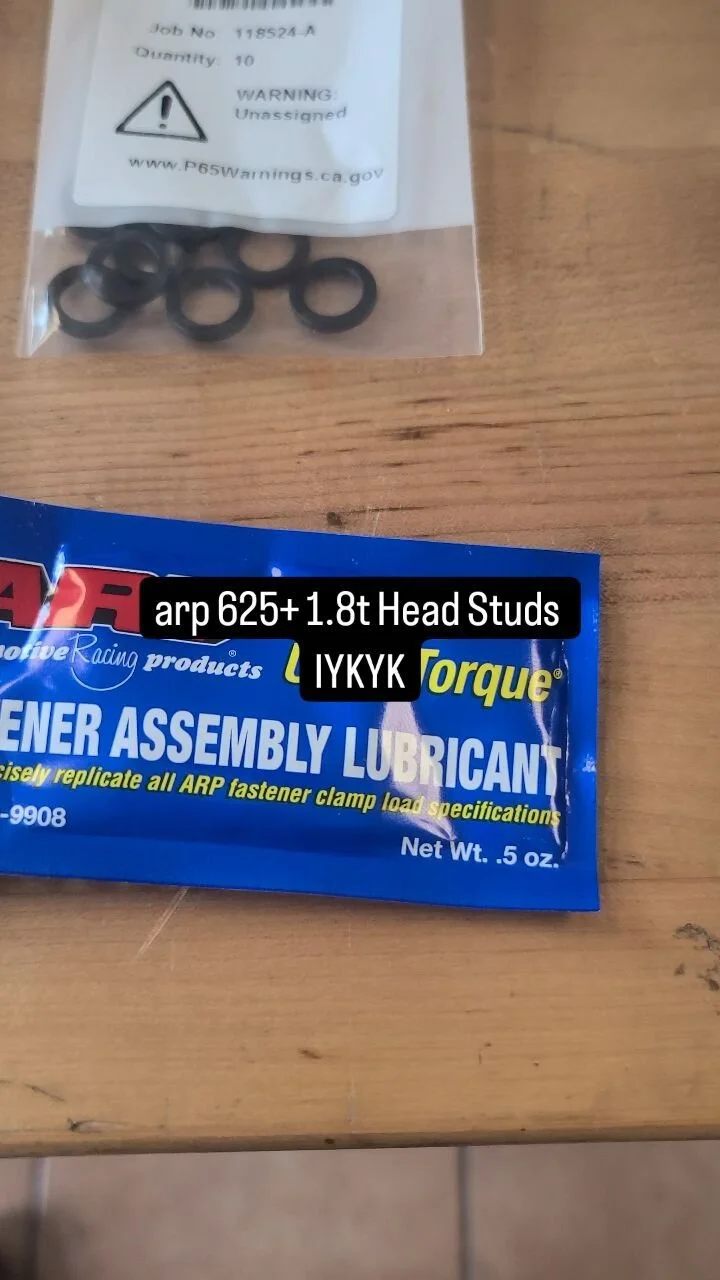 Job No 118524-A
Quantity: 10
WARNING:
Unassigned
www.P65Warnings.ca.gov
arp 625+ 1.8t Head Studs
IYKYK
Racing products®
Torque®
ENER ASSEMBLY LUBRICANT
cisely replicate all ARP fastener clamp load specifications
-9908
Net Wt. .5 oz.